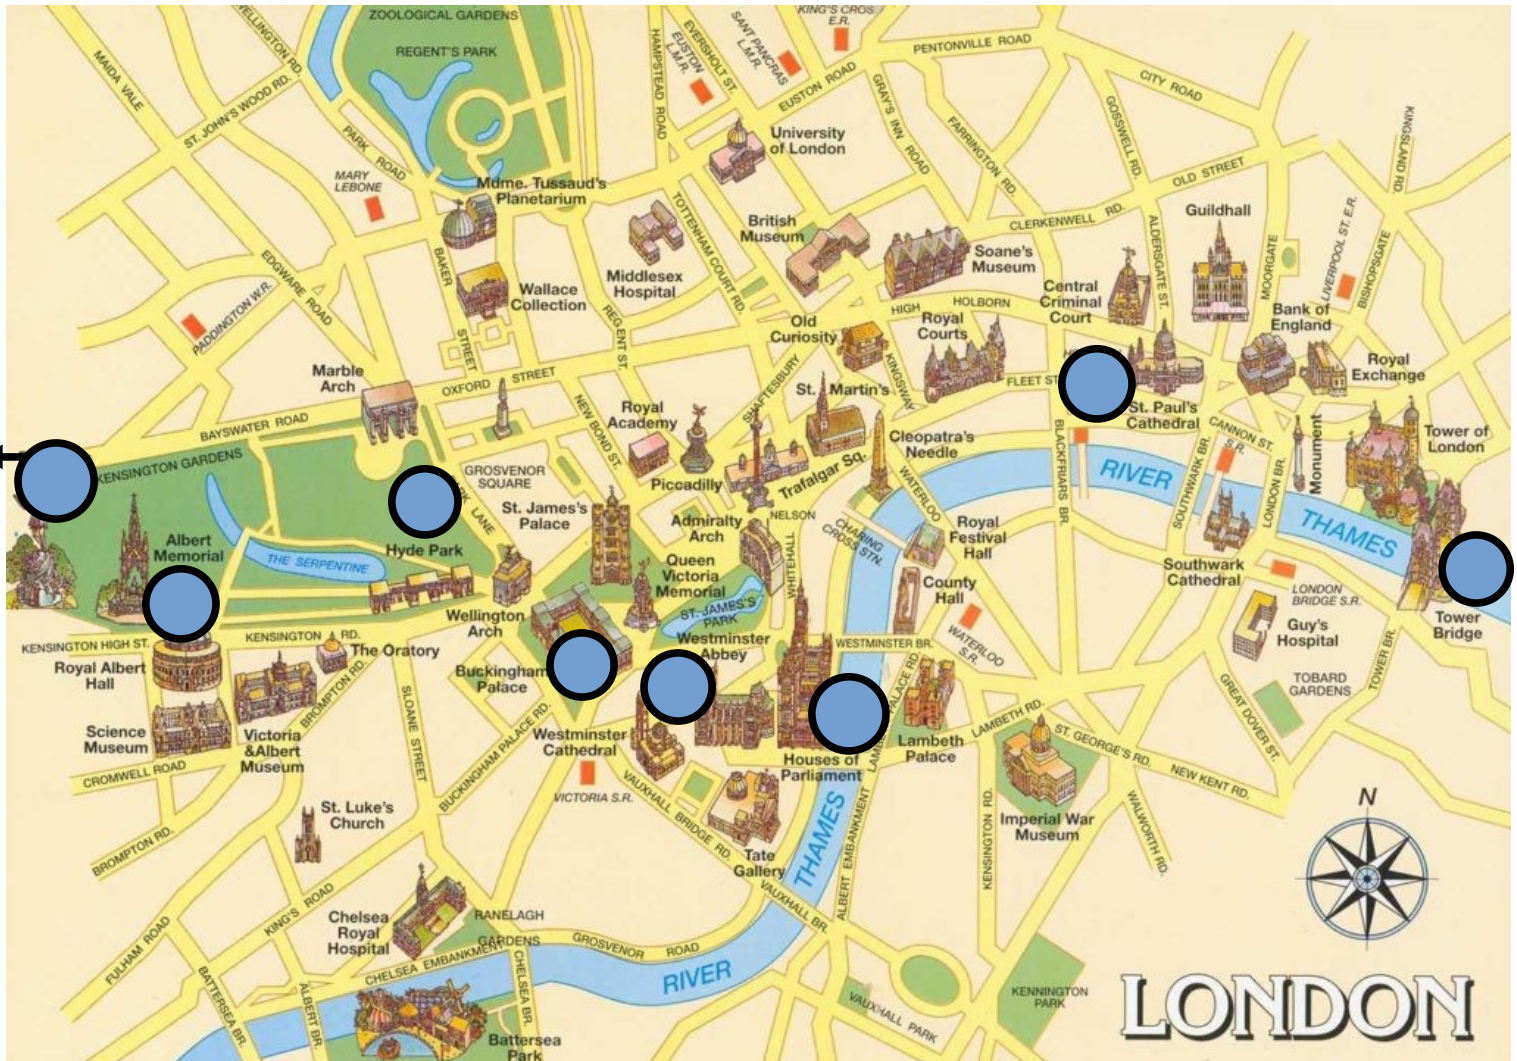 ZOOLOGICAL GARDENS
REGENT'S PARK
WELLINGTON RD.
MAIDA VALE
ST. JOHN'S WOOD RD.
PARK ROAD
HAMPSTEAD ROAD
EVERSHOLT ST.
EUSTON
L.M.R.
SANT PANCRAS
L.M.R.
KING'S CROS
E.R.
PENTONVILLE ROAD
EUSTON ROAD
CITY ROAD
GRAY'S INN ROAD
FARRINGTON RD.
GOSSWELL RD.
OLD STREET
KINGSLAND RD.
University
of London
MARY
LEBONE
Mdme. Tussaud's
Planetarium
TOTTENHAM COURT RD.
British
Museum
CLERKENWELL RD.
Guildhall
ALDERSGATE ST.
MOORGATE
LIVERPOOL ST. E.R.
BISHOPSGATE
EDGWARE ROAD
PADDINGTON W.R.
BAKER
STREET
Wallace
Collection
Middlesex
Hospital
REGENT ST.
Soane's
Museum
HIGH
HOLBORN
Central
Criminal
Court
Bank of
England
Royal
Exchange
Old
Curiosity
Royal
Courts
KINGSWAY
Marble
Arch
OXFORD STREET
NEW BOND ST.
Royal
Academy
SHAFTESBURY
St. Martin's
FLEET ST
St. Paul's
Cathedral
BAYSWATER ROAD
KENSINGTON GARDENS
GROSVENOR
SQUARE
LANE
St. James's
Palace
Piccadilly
Trafalgar Sq.
Cleopatra's
Needle
WATERLOO
BLACKFRIARS BR.
RIVER
CANNON ST.
S.R.
SOUTHWARK BR.
LONDON BR.
Monument
Tower of
London
THAMES
Albert
Memorial
THE SERPENTINE
Hyde Park
Wellington
Arch
Admiralty
Arch
NELSON
WHITEHALL
CHARING
CROSS STN.
Royal
Festival
Hall
Queen
Victoria
Memorial
ST. JAMES'S
PARK
County
Hall
WATERLOO
S.R.
Southwark
Cathedral
LONDON
BRIDGE S.R.
Guy's
Hospital
Tower
Bridge
TOWER BR.
KENSINGTON HIGH ST.
KENSINGTON RD.
The Oratory
Royal Albert
Hall
Buckingham
Palace
Westminster
Abbey
WESTMINSTER BR.
PALACE RD.
TOBARD
GARDENS
GREAT DOVER ST.
Science
Museum
Victoria
&Albert
Museum
BROMPTON RD.
SLOANE STREET
BUCKINGHAM PALACE RD.
Westminster
Cathedral
VICTORIA S.R.
Houses of
Parliament
Lambeth
Palace
LAMBETH RD.
ST. GEORGE'S RD.
NEW KENT RD.
WALWORTH RD.
CROMWELL ROAD
St. Luke's
Church
VAUXHALL BRIDGE RD.
Tate
Gallery
THAMES
ALBERT EMBANKMENT
KENSINGTON RD.
Imperial War
Museum
N
BROMPTON RD.
KING'S ROAD
FULHAM ROAD
Chelsea
Royal
Hospital
RANELAGH
GARDENS
GROSVENOR ROAD
VAUXHALL BR.
CHELSEA EMBANKMENT
BATTERSEA BR.
ALBERT BR.
CHELSEA BR.
RIVER
VAUXHALL PARK
KENNINGTON
PARK
Battersea
Park
LONDON